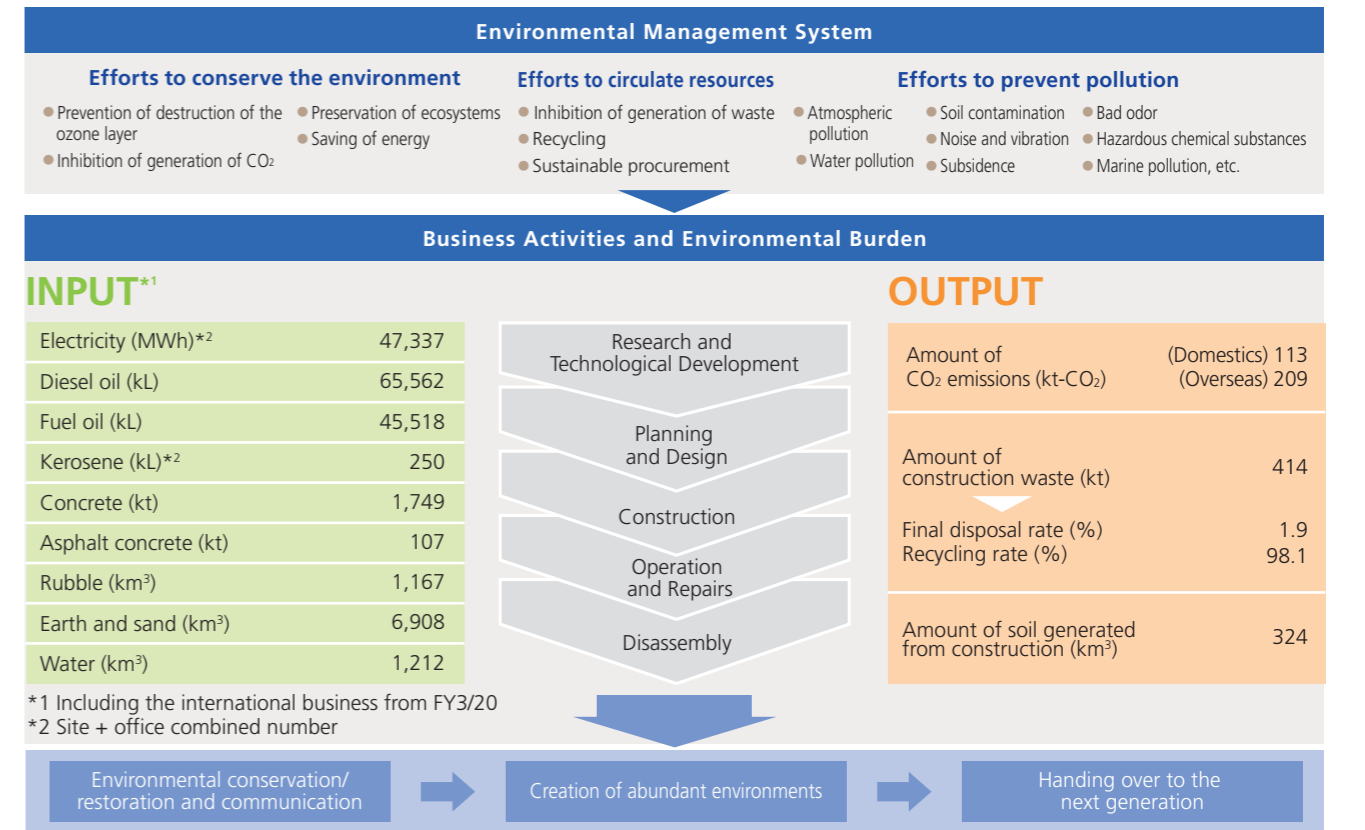 Environmental Management System
Efforts to conserve the environment
● Prevention of destruction of the
ozone layer
● Inhibition of generation of CO2
● Preservation of ecosystems
● Saving of energy
Efforts to circulate resources
● Inhibition of generation of waste
● Recycling
● Sustainable procurement
Efforts to prevent pollution
● Atmospheric
pollution
● Water pollution
● Soil contamination
● Noise and vibration
● Subsidence
● Bad odor
● Hazardous chemical substances
● Marine pollution, etc.
Business Activities and Environmental Burden
INPUT*1
Electricity (MWh)*2 47,337
Diesel oil (kL) 65,562
Fuel oil (kL) 45,518
Kerosene (kL)*2 250
Concrete (kt) 1,749
Asphalt concrete (kt) 107
Rubble (km³) 1,167
Earth and sand (km³) 6,908
Water (km³) 1,212
*1 Including the international business from FY3/20
*2 Site + office combined number
Research and
Technological Development
Planning
and Design
Construction
Operation
and Repairs
Disassembly
OUTPUT
Amount of (Domestics) 113
CO2 emissions (kt-CO2) (Overseas) 209
Amount of
construction waste (kt) 414
Final disposal rate (%) 1.9
Recycling rate (%) 98.1
Amount of soil generated
from construction (km³) 324
Environmental conservation/
restoration and communication
Creation of abundant environments
Handing over to the
next generation